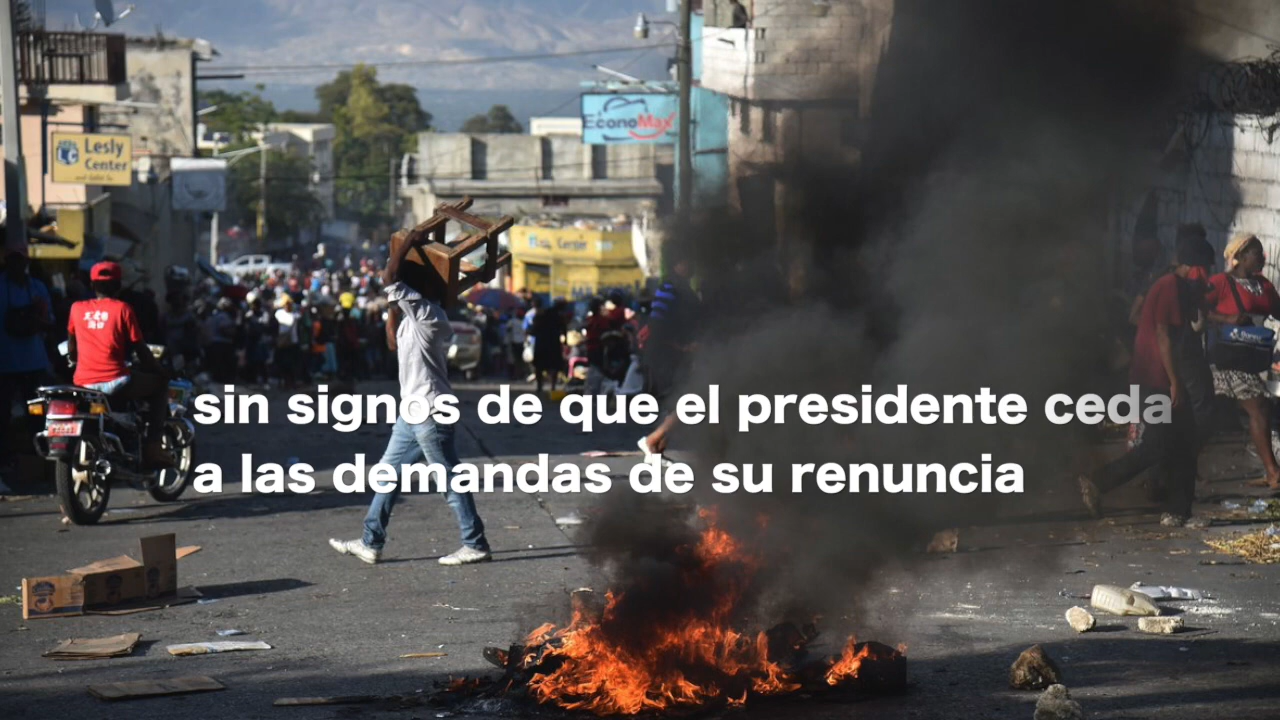 Lesly
Center
EconoMax
sin signos de que el presidente ceda
a las demandas de su renuncia